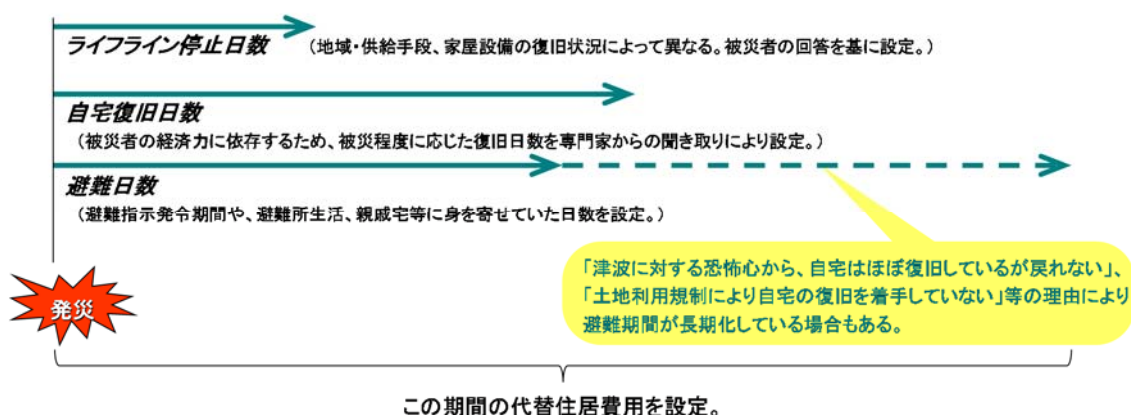 ライフライン停止日数 (地域・供給手段、家屋設備の復旧状況によって異なる。被災者の回答を基に設定。)
自宅復旧日数
(被災者の経済力に依存するため、被災程度に応じた復旧日数を専門家からの聞き取りにより設定。)
避難日数
(避難指示発令期間や、避難所生活、親戚宅等に身を寄せていた日数を設定。)
「津波に対する恐怖心から、自宅はほぼ復旧しているが戻れない」、
「土地利用規制により自宅の復旧を着手していない」等の理由により
避難期間が長期化している場合もある。
発災
この期間の代替住居費用を設定。